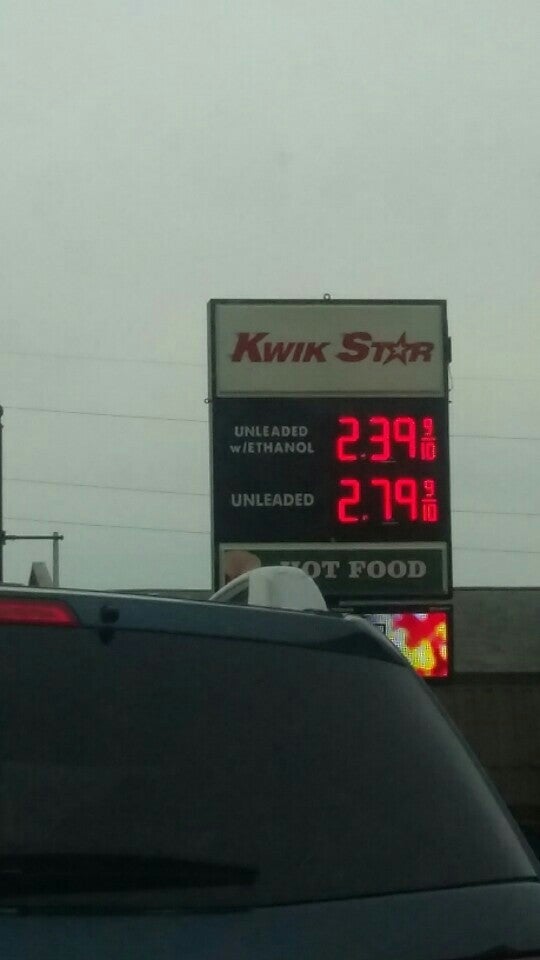 KWIK STAR
UNLEADED
w/ETHANOL 2.39 9/10
UNLEADED 2.79 9/10
HOT FOOD